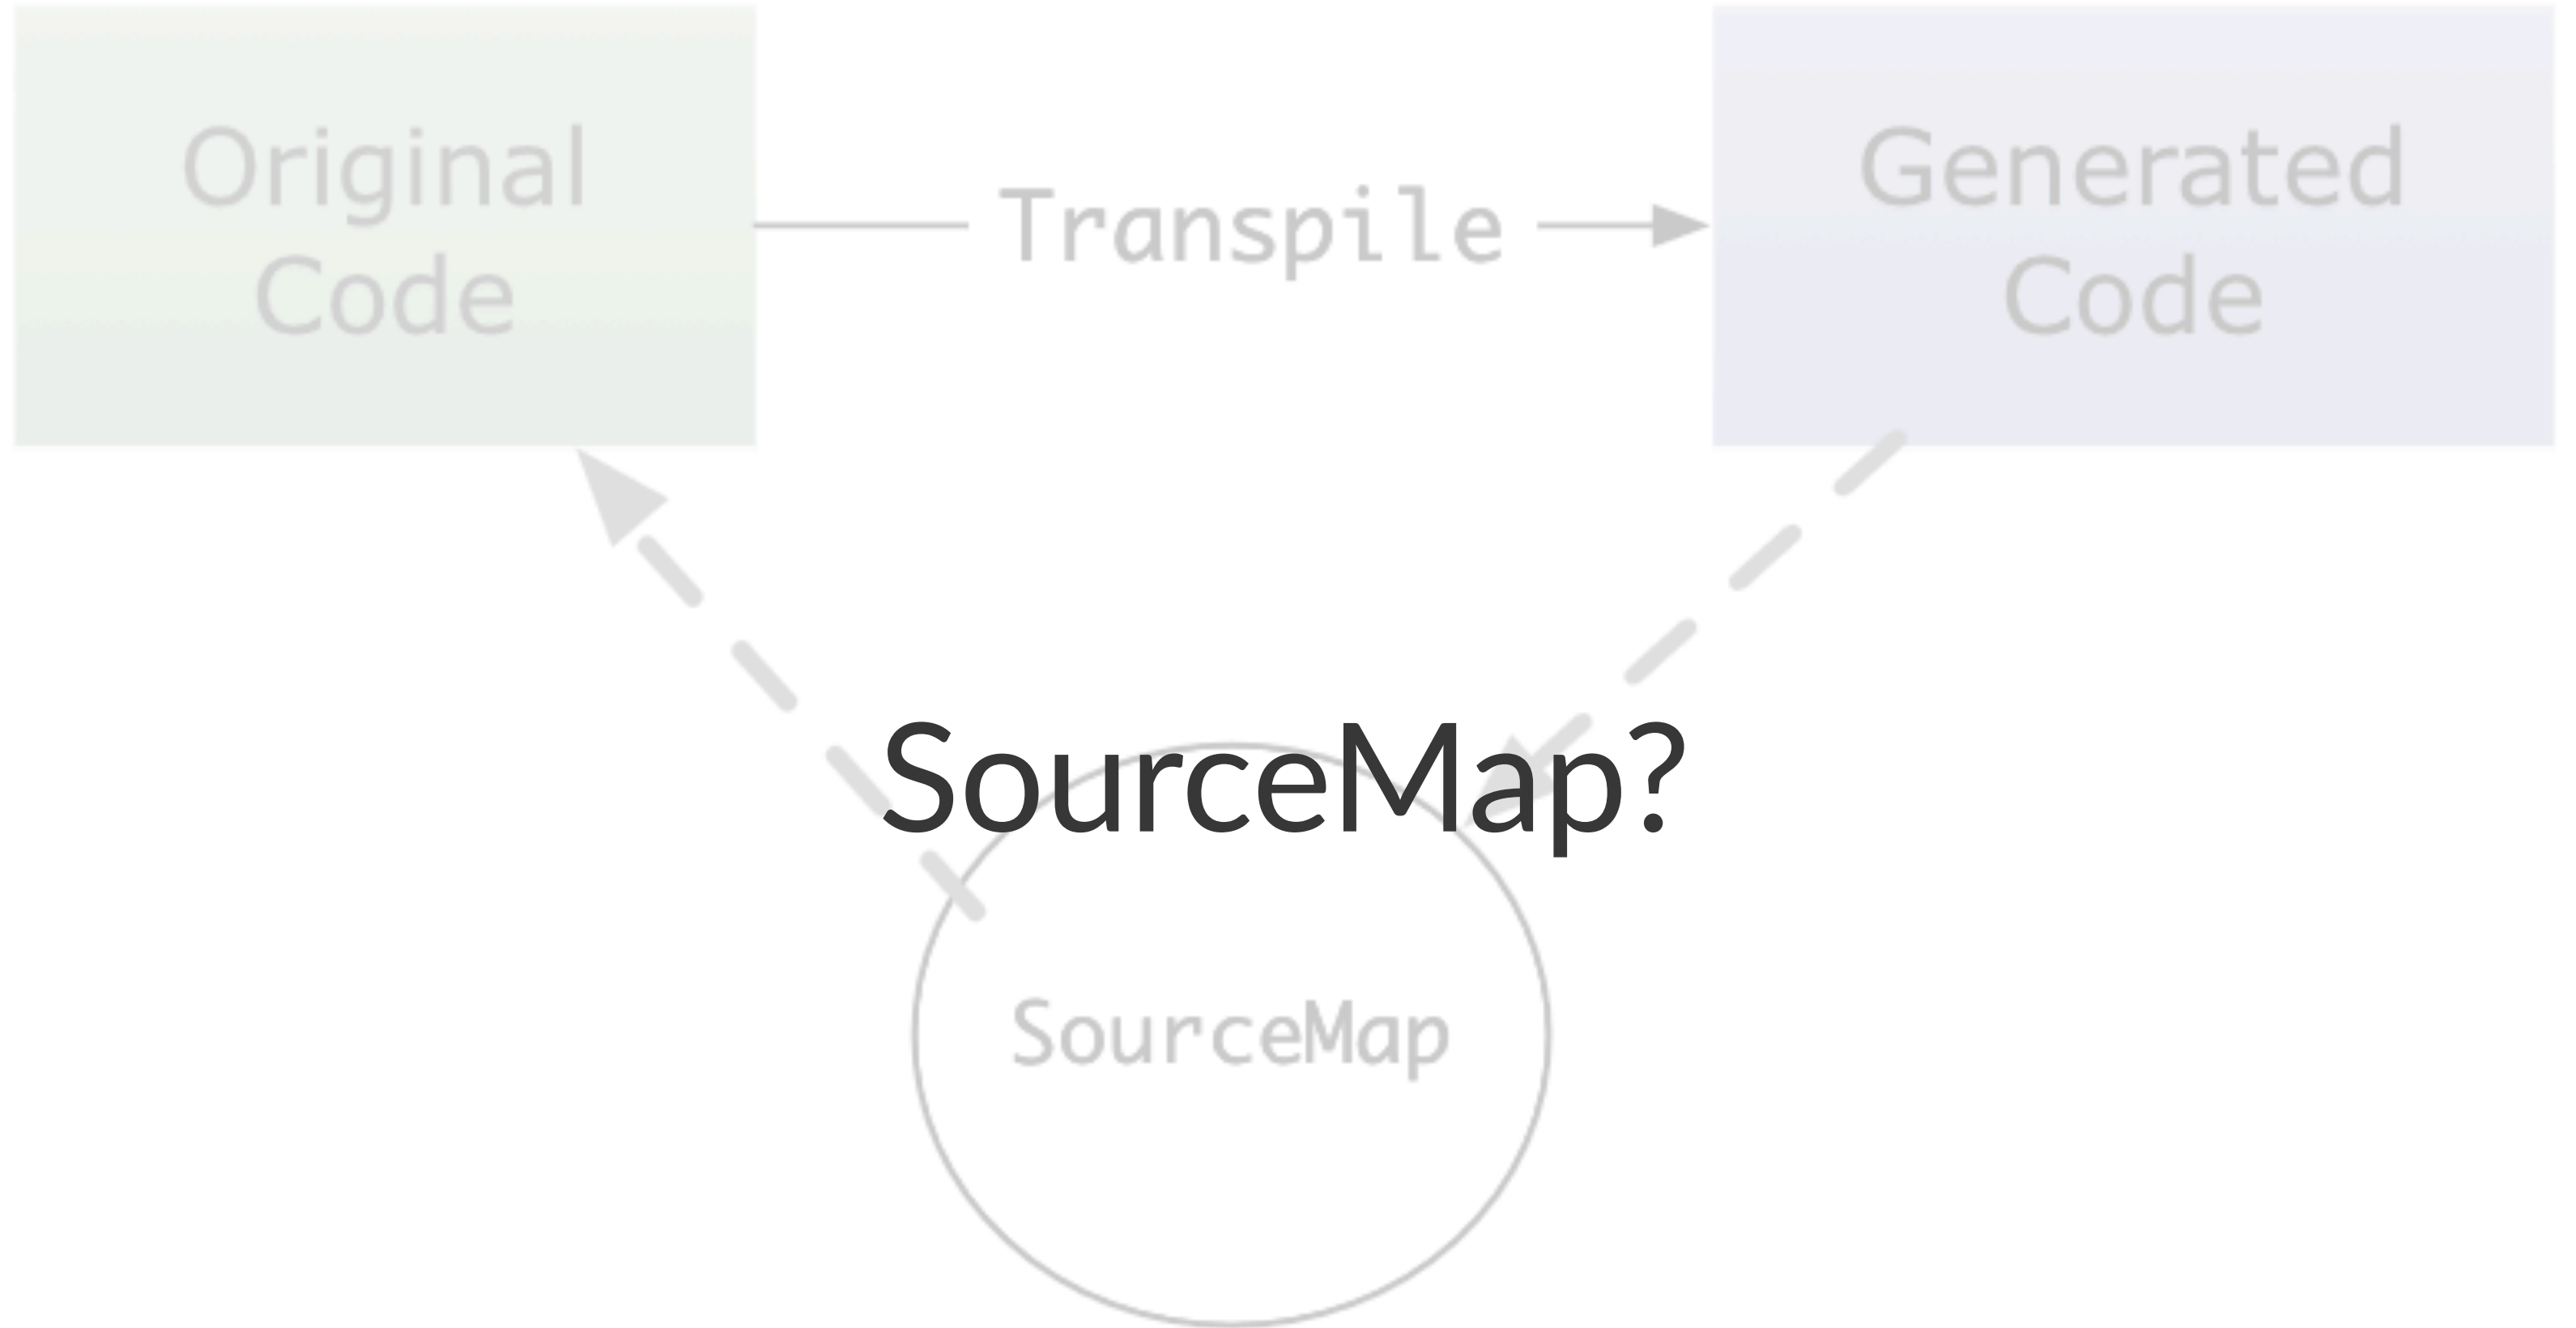 Original
Code
Transpile
Generated
Code
SourceMap?
SourceMap